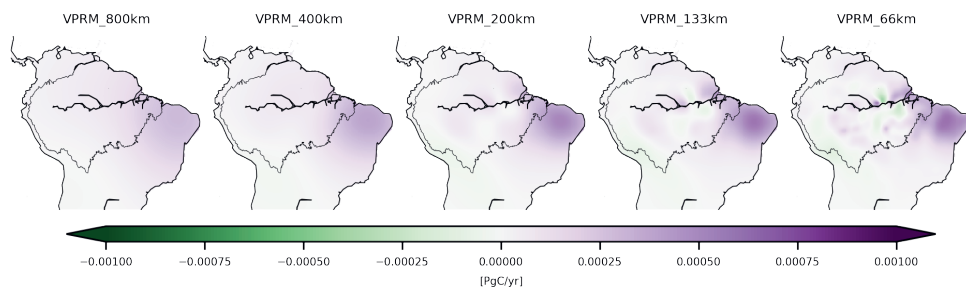 VPRM_800km VPRM_400km VPRM_200km VPRM_133km VPRM_66km
−0.00100 −0.00075 −0.00050 −0.00025 0.00000 0.00025 0.00050 0.00075 0.00100
[PgC/yr]